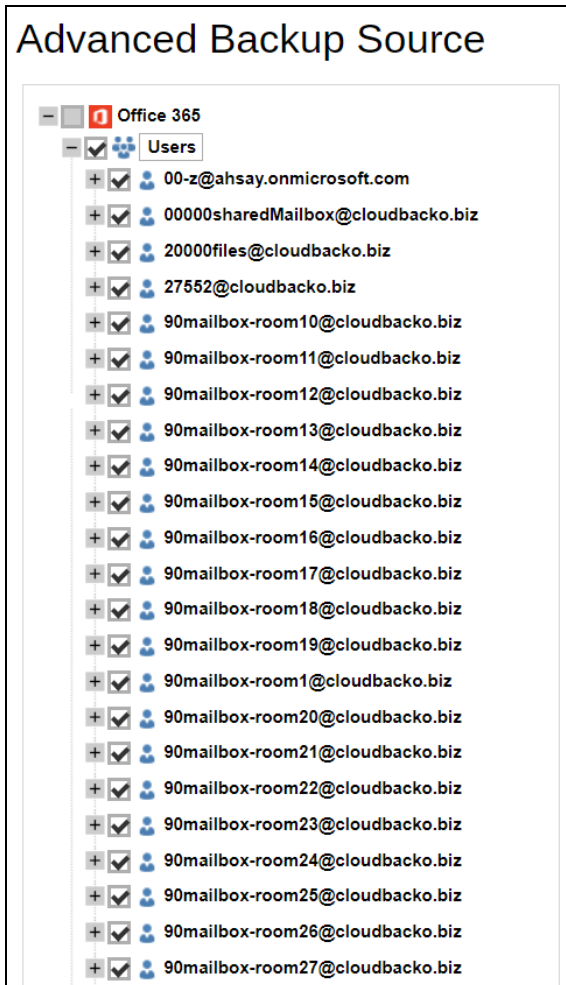 Advanced Backup Source
Office 365
Users
00-z@ahsay.onmicrosoft.com
00000sharedMailbox@cloudbacko.biz
20000files@cloudbacko.biz
27552@cloudbacko.biz
90mailbox-room10@cloudbacko.biz
90mailbox-room11@cloudbacko.biz
90mailbox-room12@cloudbacko.biz
90mailbox-room13@cloudbacko.biz
90mailbox-room14@cloudbacko.biz
90mailbox-room15@cloudbacko.biz
90mailbox-room16@cloudbacko.biz
90mailbox-room17@cloudbacko.biz
90mailbox-room18@cloudbacko.biz
90mailbox-room19@cloudbacko.biz
90mailbox-room1@cloudbacko.biz
90mailbox-room20@cloudbacko.biz
90mailbox-room21@cloudbacko.biz
90mailbox-room22@cloudbacko.biz
90mailbox-room23@cloudbacko.biz
90mailbox-room24@cloudbacko.biz
90mailbox-room25@cloudbacko.biz
90mailbox-room26@cloudbacko.biz
90mailbox-room27@cloudbacko.biz